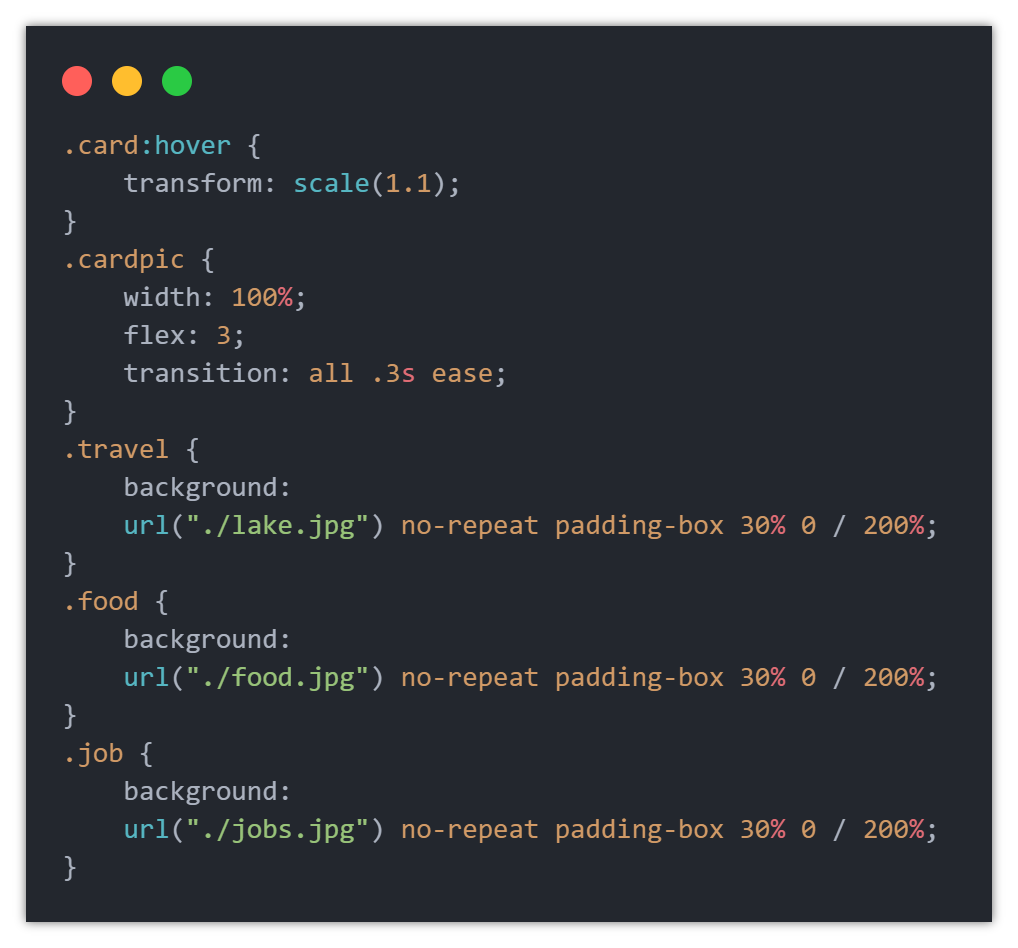 .card:hover {
    transform: scale(1.1);
}
.cardpic {
    width: 100%;
    flex: 3;
    transition: all .3s ease;
}
.travel {
    background:
    url("./lake.jpg") no-repeat padding-box 30% 0 / 200%;
}
.food {
    background:
    url("./food.jpg") no-repeat padding-box 30% 0 / 200%;
}
.job {
    background:
    url("./jobs.jpg") no-repeat padding-box 30% 0 / 200%;
}